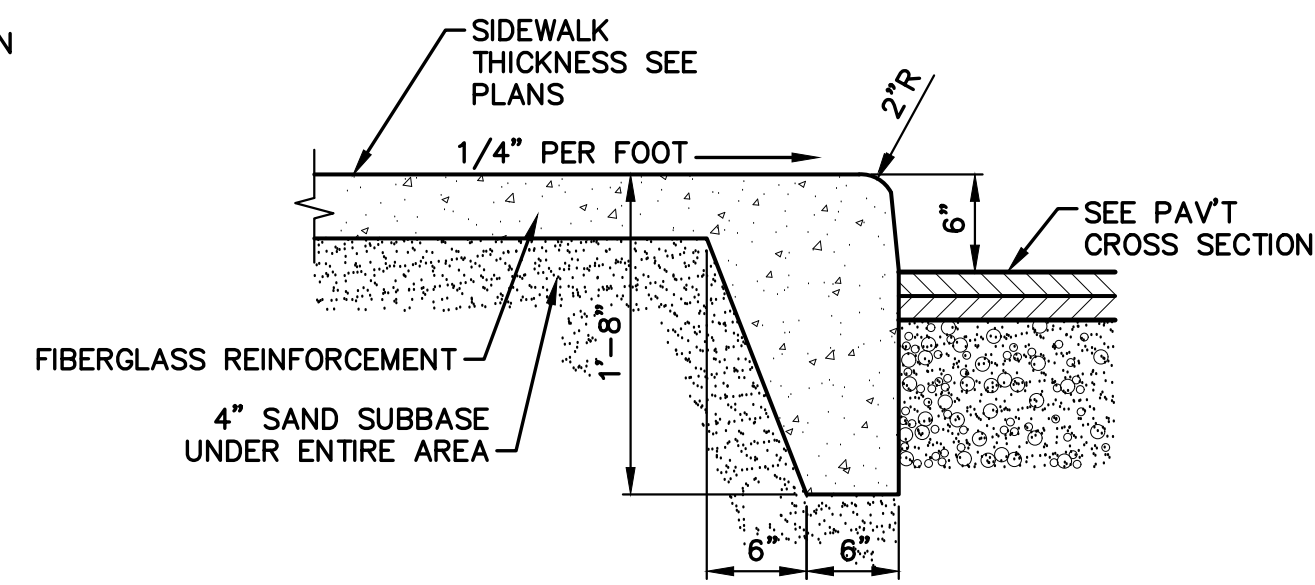 N
SIDEWALK
THICKNESS SEE
PLANS
1/4" PER FOOT
2"R
6"
SEE PAV'T
CROSS SECTION
1'-8"
FIBERGLASS REINFORCEMENT
4" SAND SUBBASE
UNDER ENTIRE AREA
6"
6"